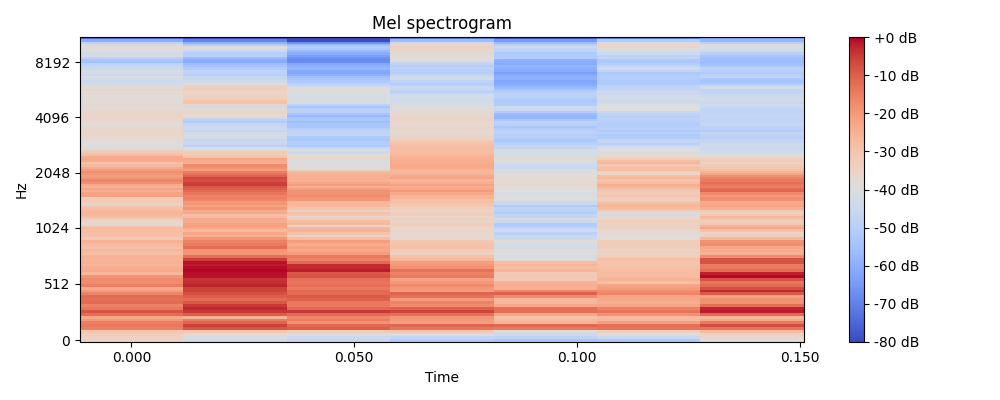 Mel spectrogram
Hz
8192
4096
2048
1024
512
0
0.000
0.050
0.100
0.150
Time
+0 dB
-10 dB
-20 dB
-30 dB
-40 dB
-50 dB
-60 dB
-70 dB
-80 dB